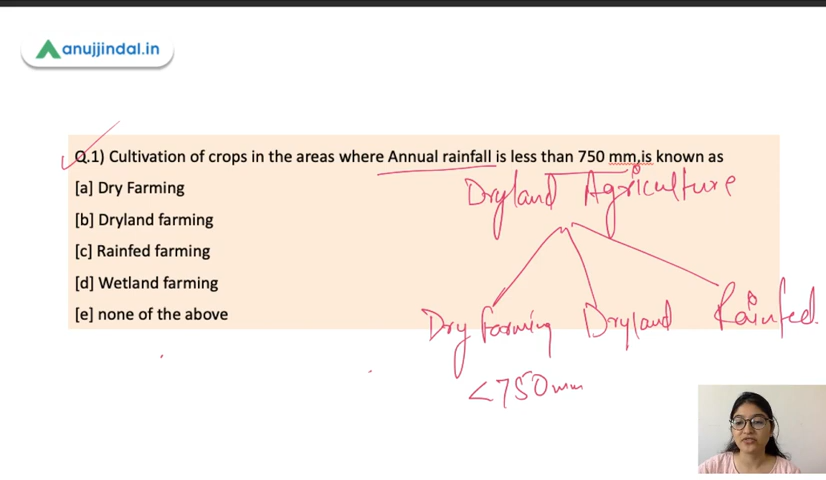 anujjindal.in
Q.1) Cultivation of crops in the areas where Annual rainfall is less than 750 mm,is known as
[a] Dry Farming
[b] Dryland farming
[c] Rainfed farming
[d] Wetland farming
[e] none of the above
Dryland Agriculture
Dry farming Dryland Rainfed
<750mm